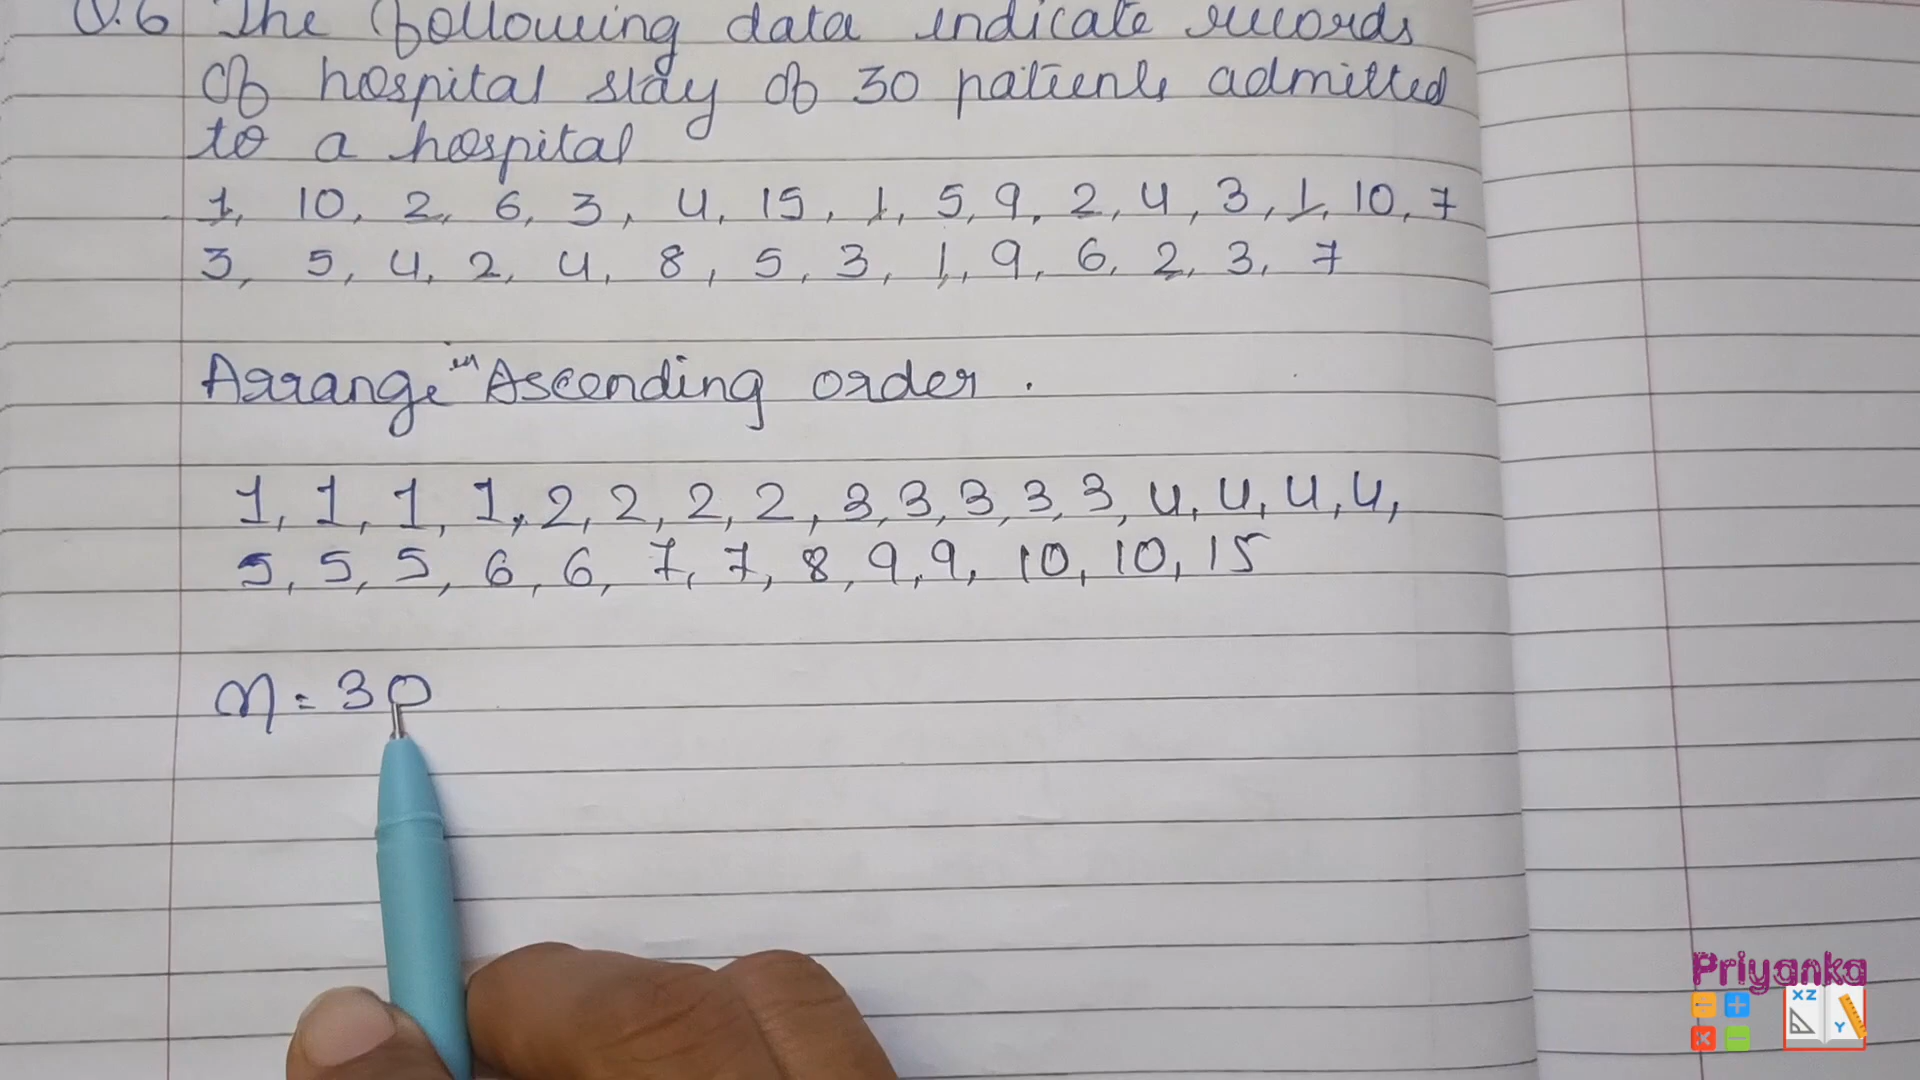 Q.6 The following data indicate records
of hospital stay of 30 patients admitted
to a hospital
1, 10, 2, 6, 3, 4, 15, 1, 5, 9, 2, 4, 3, 1, 10, 7
3, 5, 4, 2, 4, 8, 5, 3, 1, 9, 6, 2, 3, 7
Arrange in Ascending order.
1, 1, 1, 1, 2, 2, 2, 2, 3, 3, 3, 3, 3, 4, 4, 4, 4,
5, 5, 5, 6, 6, 7, 7, 8, 9, 9, 10, 10, 15
n = 30
Priyanka
XZ
Y